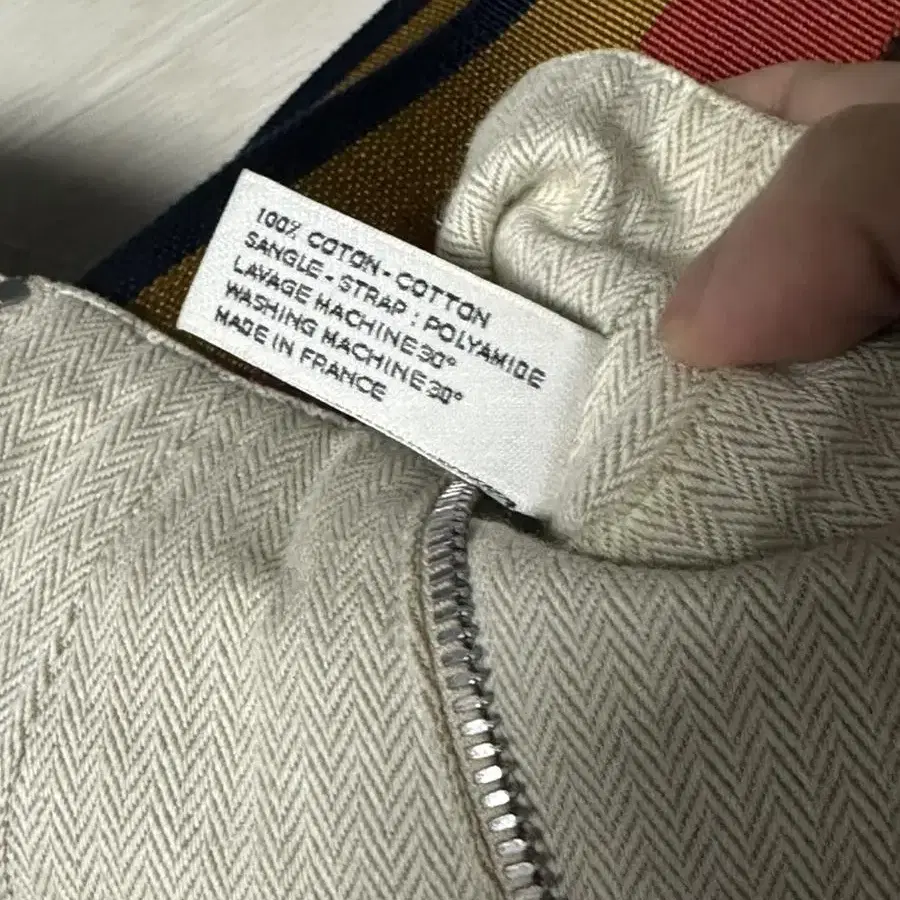 100% COTON - COTTON
SANGLE - STRAP : POLYAMIDE
LAVAGE MACHINE 30°
WASHING MACHINE 30°
MADE IN FRANCE